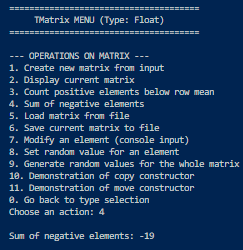 =====================================
TMatrix MENU (Type: Float)
=====================================
--- OPERATIONS ON MATRIX ---
1. Create new matrix from input
2. Display current matrix
3. Count positive elements below row mean
4. Sum of negative elements
5. Load matrix from file
6. Save current matrix to file
7. Modify an element (console input)
8. Set random value for an element
9. Generate random values for the whole matrix
10. Demonstration of copy constructor
11. Demonstration of move constructor
0. Go back to type selection
Choose an action: 4
Sum of negative elements: -19